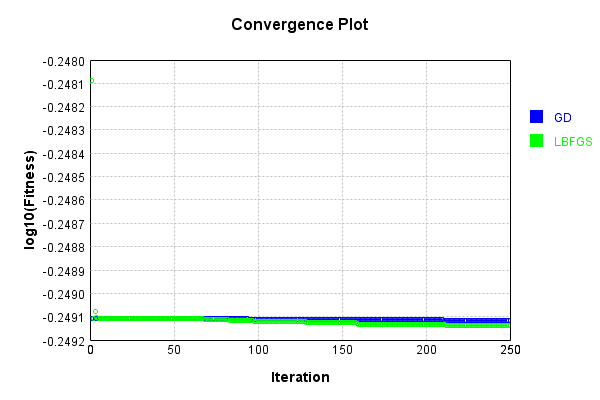 Convergence Plot
log10(Fitness)
-0.2480
-0.2481
-0.2482
-0.2483
-0.2484
-0.2485
-0.2486
-0.2487
-0.2488
-0.2489
-0.2490
-0.2491
-0.2492
0 50 100 150 200 250
Iteration
GD
LBFGS